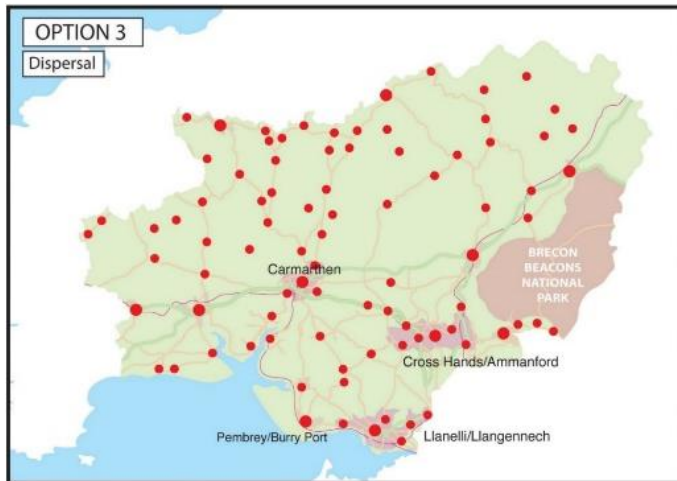 OPTION 3
Dispersal
Carmarthen
BRECON
BEACONS
NATIONAL
PARK
Cross Hands/Ammanford
Pembrey/Burry Port
Llanelli/Llangennech